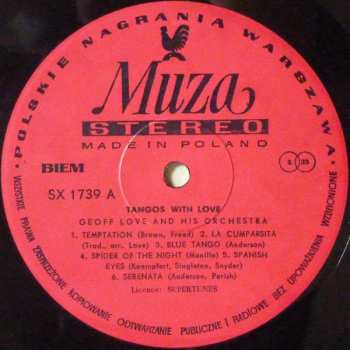 • POLSKIE NAGRANIA WARSZAWA •
Muza
STEREO
MADE IN POLAND
BIEM
S 33
SX 1739 A
TANGOS WITH LOVE
GEOFF LOVE AND HIS ORCHESTRA
1. TEMPTATION (Brown, Freed) 2. LA CUMPARSITA
(Trad., arr. Love) 3. BLUE TANGO (Anderson)
4. SPIDER OF THE NIGHT (Manilla) 5. SPANISH
EYES (Kaempfert, Singleton, Snyder)
6. SERENATA (Anderson, Parish)
Licence: SUPERTUNES
WSZELKIE PRAWA ZASTRZEŻONE KOPIOWANIE ODTWARZANIE PUBLICZNE I RADIOWE BEZ UPOWAŻNIENIA WZBRONIONE